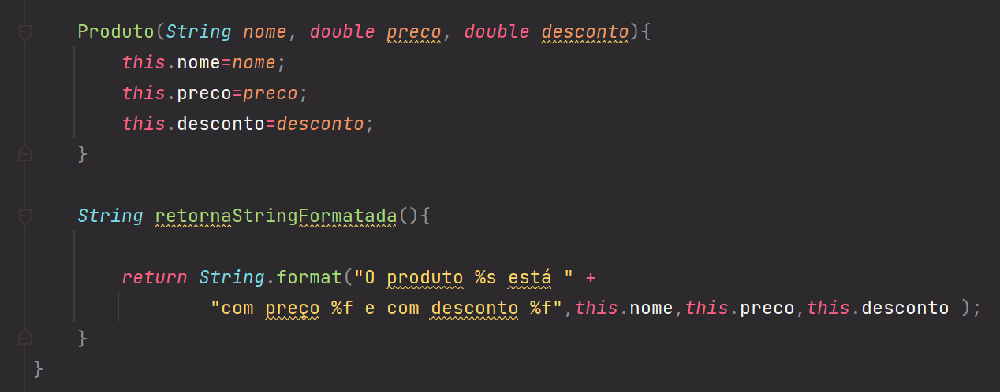 Produto(String nome, double preco, double desconto){
this.nome=nome;
this.preco=preco;
this.desconto=desconto;
}
String retornaStringFormatada(){
return String.format("O produto %s está " +
"com preço %f e com desconto %f",this.nome,this.preco,this.desconto );
}
}